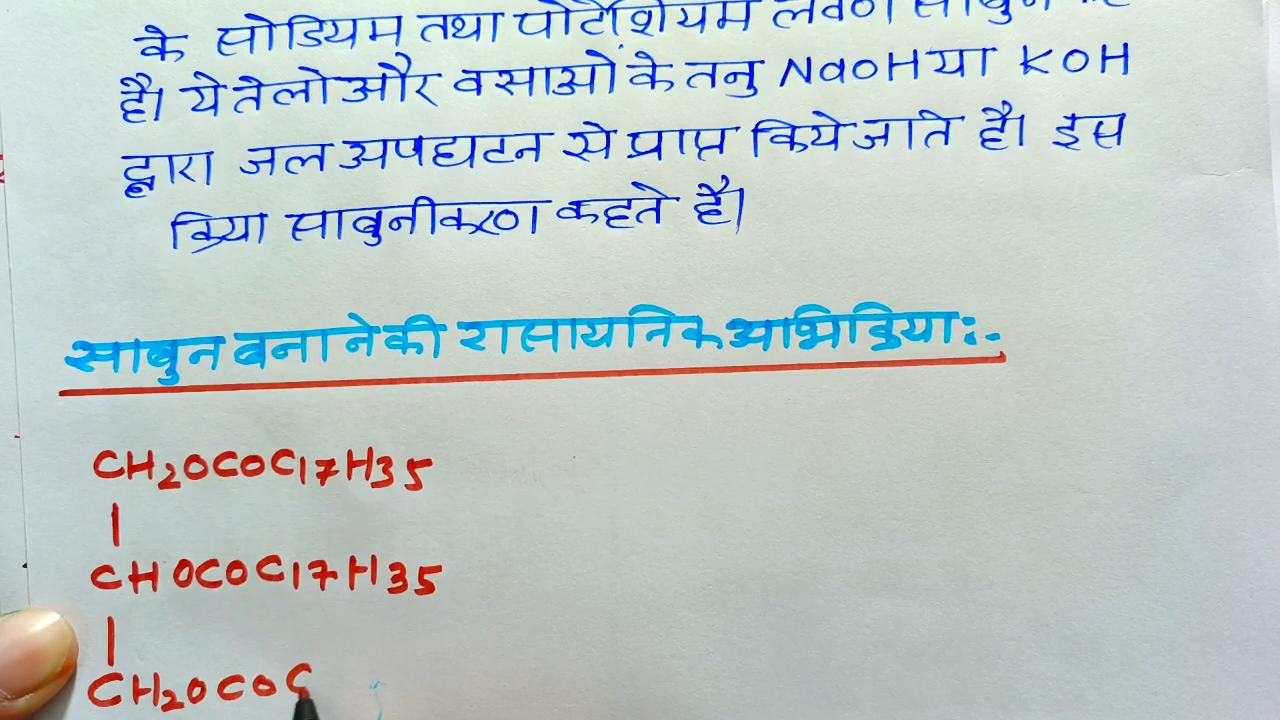 के सोडियम तथा पोटेशियम लवण साबुन
है। ये तेलो और वसाओं के तनु NaOH या KOH
द्वारा जल अपघटन से प्राप्त किये जाते है। इस
क्रिया साबुनीकरण कहते है।
साबुन बनाने की रासायनिक अभिक्रिया:-
CH2OCOC17H35
|
CHOCOC17H35
|
CH2OCOC